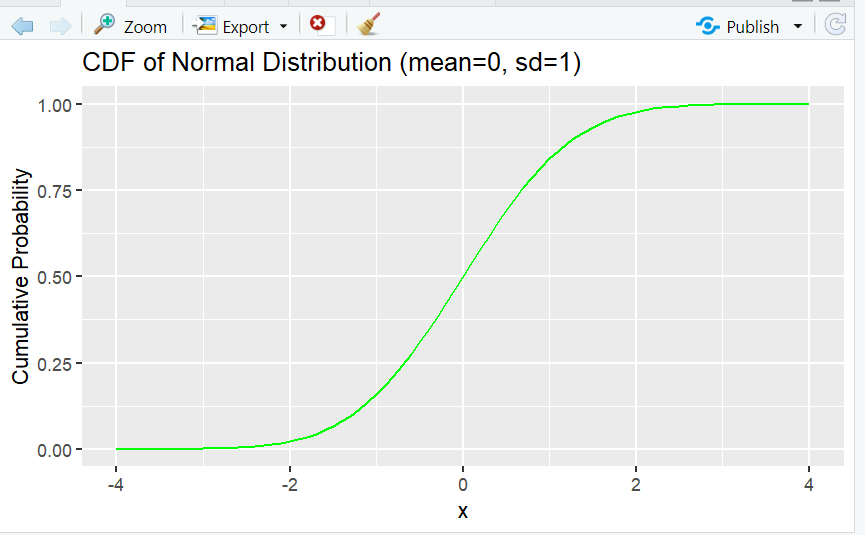 Zoom Export Publish
CDF of Normal Distribution (mean=0, sd=1)
1.00
0.75
0.50
0.25
0.00
Cumulative Probability
-4 -2 0 2 4
x